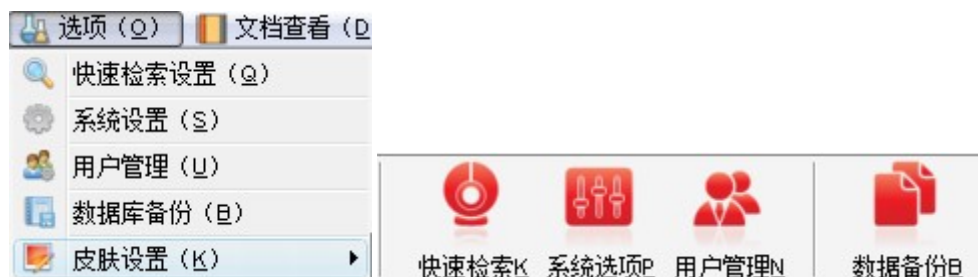 选项（O） 文档查看（D
快速检索设置（Q）
系统设置（S）
用户管理（U）
数据库备份（B）
皮肤设置（K）
快速检索K 系统选项P 用户管理N 数据备份B